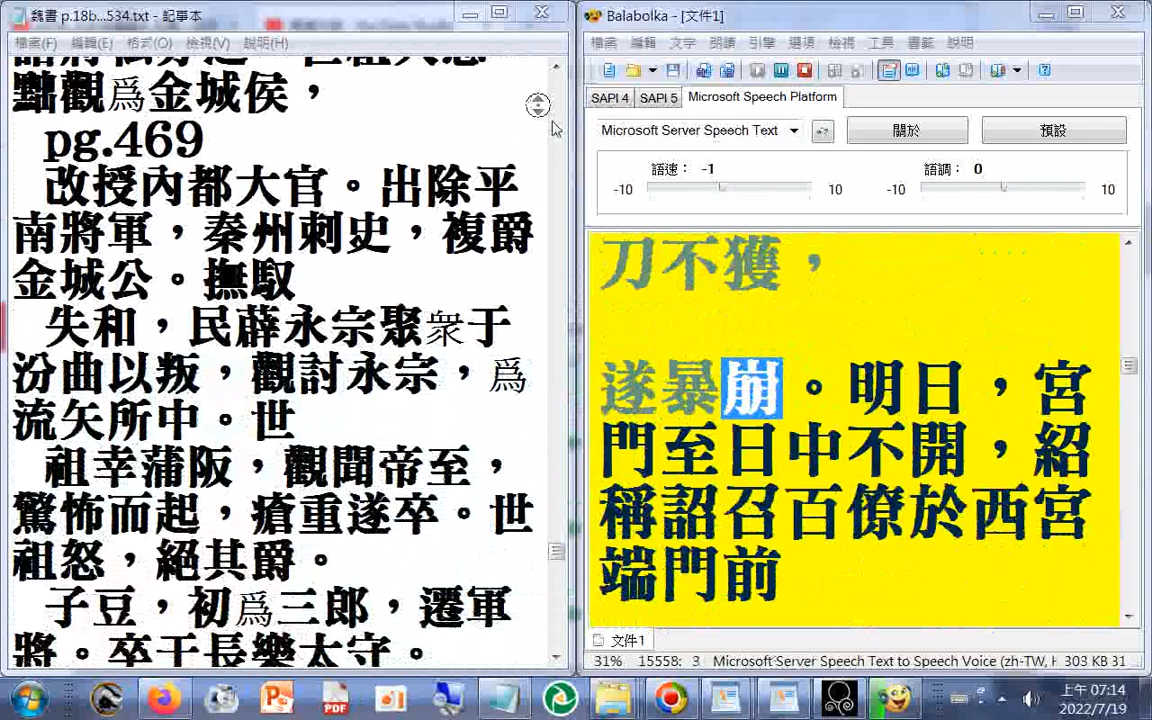 魏書 p.18b...534.txt - 記事本
檔案(F) 編輯(E) 格式(O) 檢視(V) 說明(H)
點觀爲金城侯，
pg.469
改授內都大官。出除平
南將軍，秦州刺史，複爵
金城公。撫馭
失和，民薜永宗聚衆于
汾曲以叛，觀討永宗，爲
流矢所中。世
祖幸蒲阪，觀聞帝至，
驚怖而起，瘡重遂卒。世
祖怒，絕其爵。
子豆，初爲三郎，遷軍
將。卒于長樂太守。
Balabolka - [文件1]
檔案 編輯 文字 朗讀 引擎 選項 檢視 工具 書籤 說明
SAPI 4 SAPI 5 Microsoft Speech Platform
Microsoft Server Speech Text 關於 預設
語速： -1 語調： 0
-10 10 -10 10
刀不獲，
遂暴崩。明日，宮
門至日中不開，紹
稱詔召百僚於西宮
端門前
文件1
31% 15558: 3 Microsoft Server Speech Text to Speech Voice (zh-TW, H 303 KB 31
上午 07:14
2022/7/19